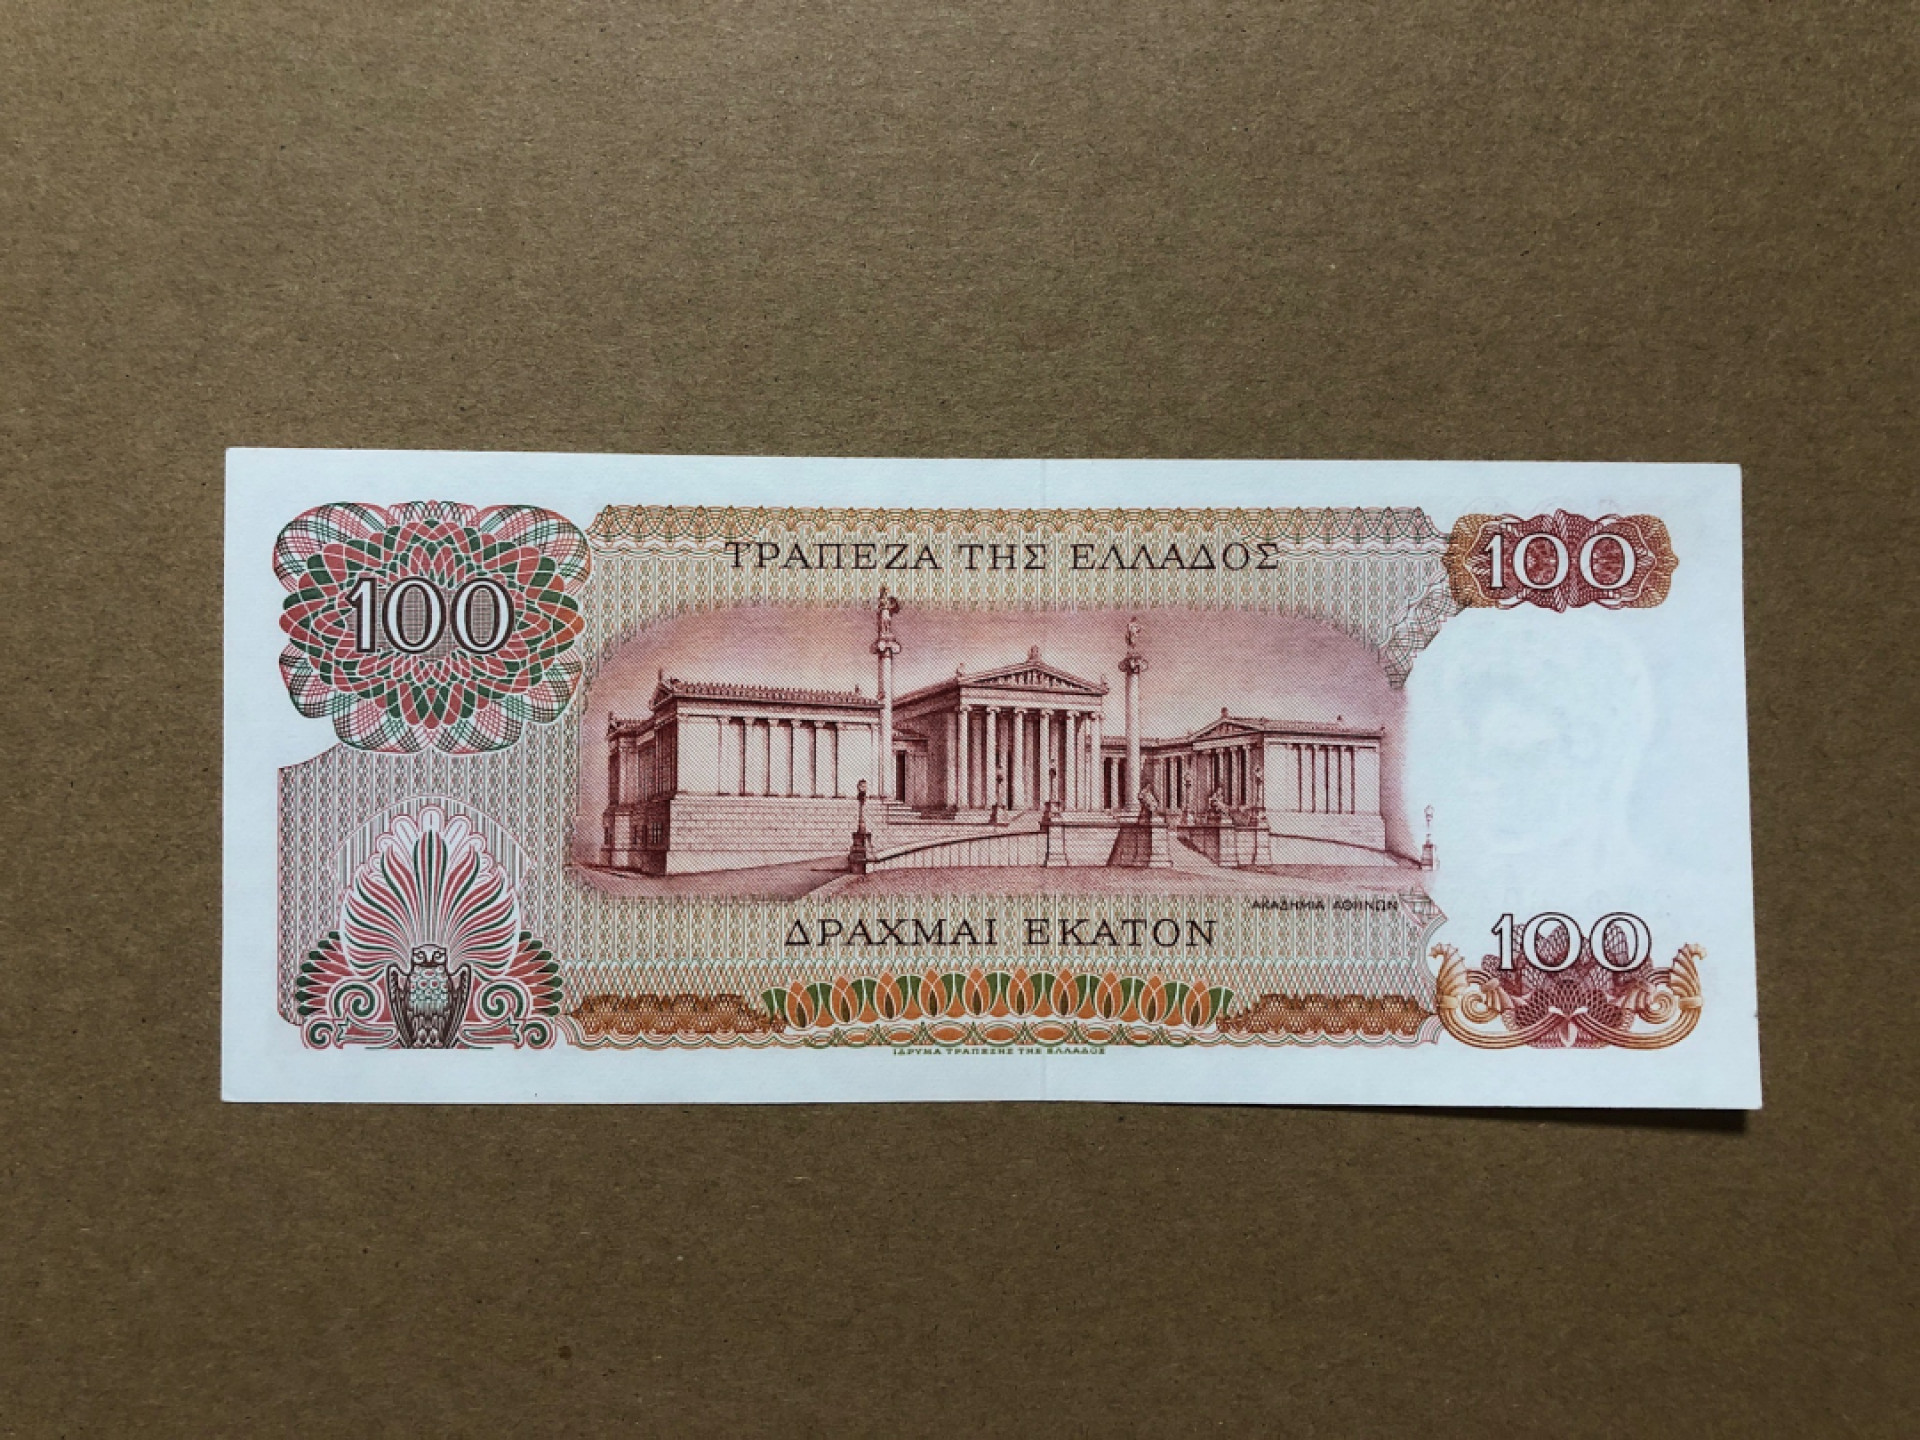 ΤΡΑΠΕΖΑ ΤΗΣ ΕΛΛΑΔΟΣ
100
100
ΑΚΑΔΗΜΙΑ ΑΘΗΝΩΝ
ΔΡΑΧΜΑΙ ΕΚΑΤΟΝ
100
ΙΔΡΥΜΑ ΤΡΑΠΕΖΗΣ ΤΗΣ ΕΛΛΑΔΟΣ